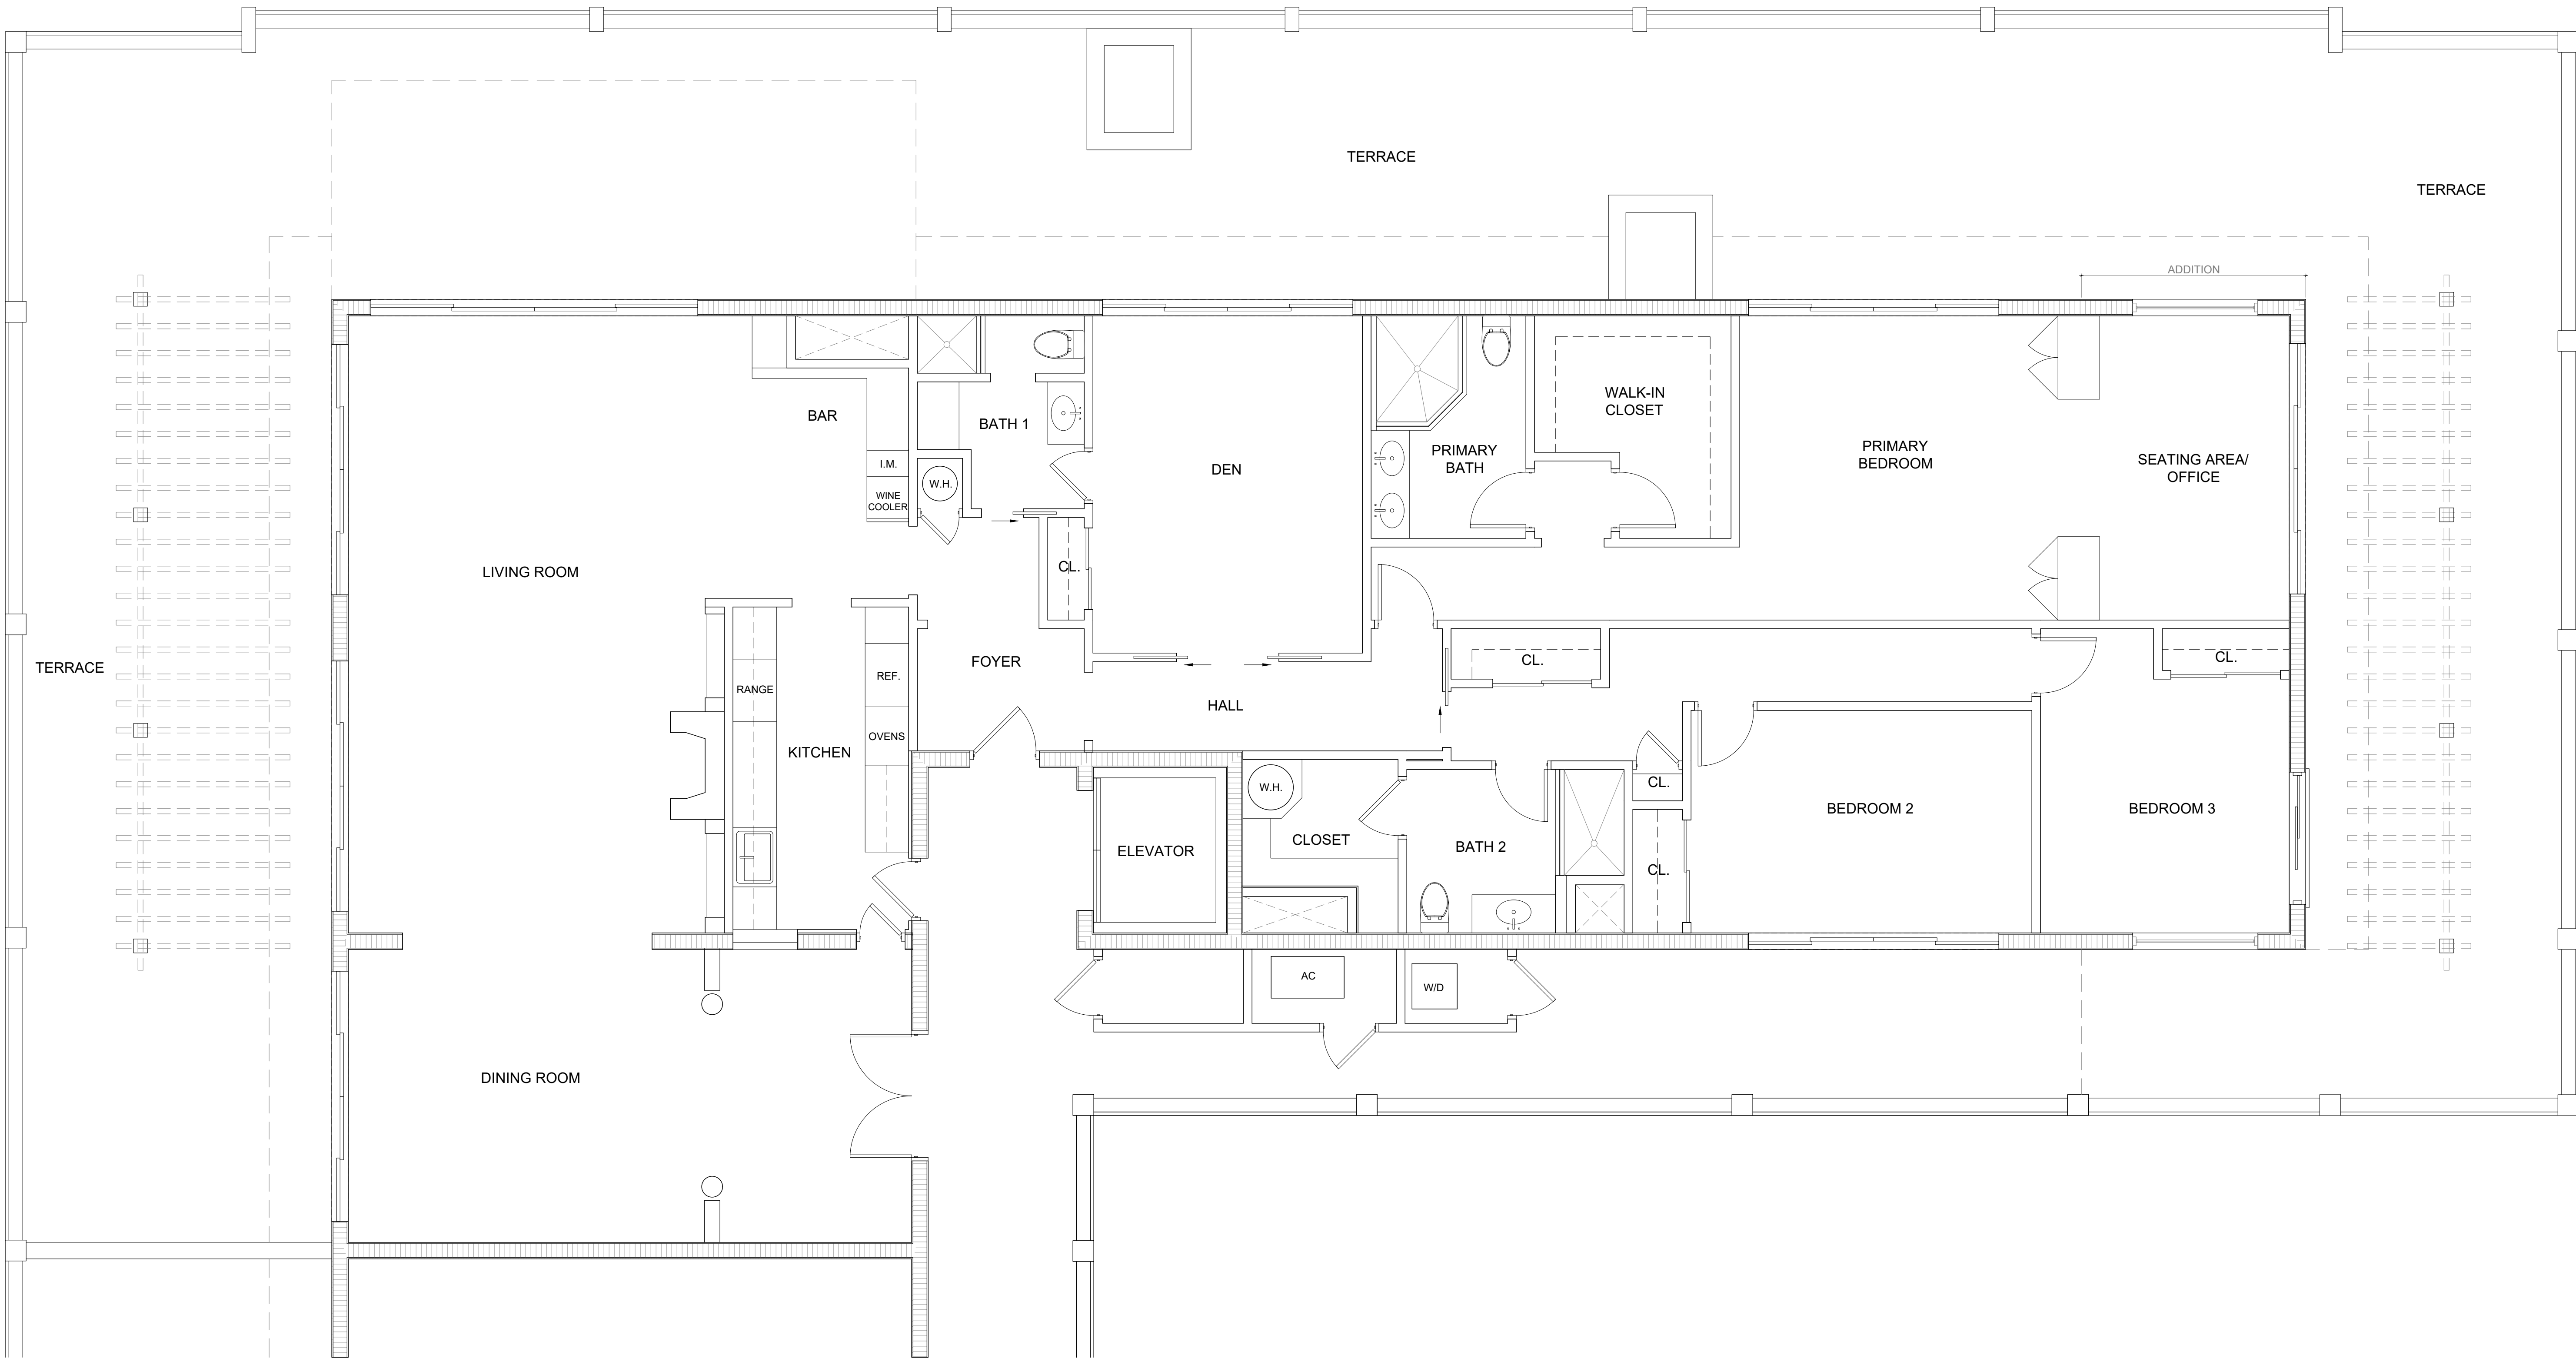 TERRACE
TERRACE
ADDITION
WALK-IN
CLOSET
BAR
BATH 1
PRIMARY
BATH
PRIMARY
BEDROOM
I.M.
DEN
SEATING AREA/
OFFICE
W.H.
WINE
COOLER
LIVING ROOM
CL.
TERRACE
FOYER
CL.
CL.
REF.
RANGE
HALL
OVENS
KITCHEN
W.H.
CL.
BEDROOM 2
BEDROOM 3
ELEVATOR
CLOSET
BATH 2
CL.
AC
W/D
DINING ROOM